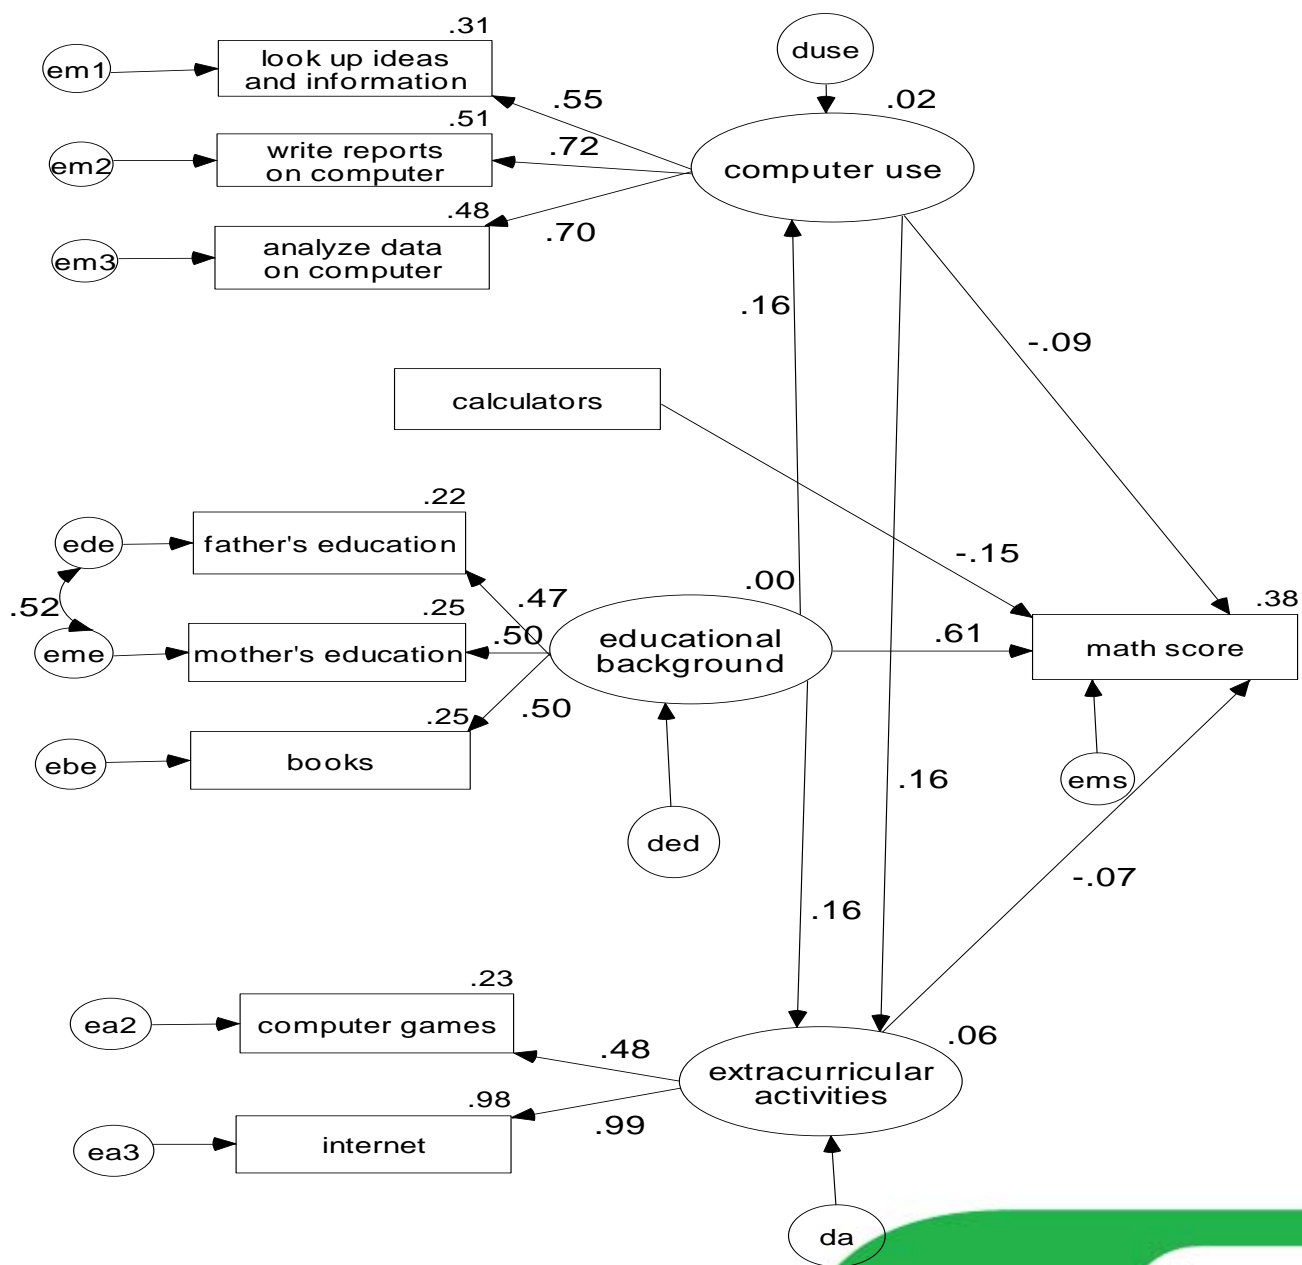 .31
em1
look up ideas
and information
duse
.55
.02
.51
em2
write reports
on computer
.72
computer use
.48
em3
analyze data
on computer
.70
.16
-.09
calculators
.22
ede
father's education
-.15
.52
.47
.00
.25
.38
eme
mother's education
.50
educational
background
.61
math score
.25
.50
ebe
books
.16
ems
ded
-.07
.16
.23
ea2
computer games
.48
.06
extracurricular
activities
.98
.99
ea3
internet
da